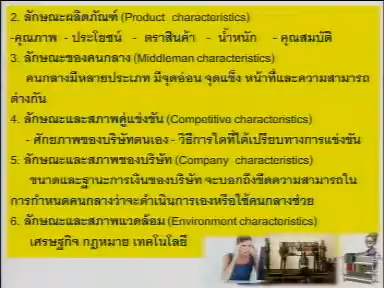 2. ลักษณะผลิตภัณฑ์ (Product characteristics)
-คุณภาพ - ประโยชน์ - ตราสินค้า - น้ำหนัก - คุณสมบัติ
3. ลักษณะของคนกลาง (Middleman characteristics)
คนกลางมีหลายประเภท มีจุดอ่อน จุดแข็ง หน้าที่และความสามารถ
ต่างกัน
4. ลักษณะและสภาพคู่แข่งขัน (Competitive characteristics)
- ศักยภาพของบริษัทตนเอง - วิธีการใดที่ได้เปรียบทางการแข่งขัน
5. ลักษณะและสภาพของบริษัท (Company characteristics)
ขนาดและฐานะการเงินของบริษัท จะบอกถึงขีดความสามารถใน
การกำหนดคนกลางว่าจะดำเนินการเองหรือใช้คนกลางช่วย
6. ลักษณะและสภาพแวดล้อม (Environment characteristics)
เศรษฐกิจ กฎหมาย เทคโนโลยี